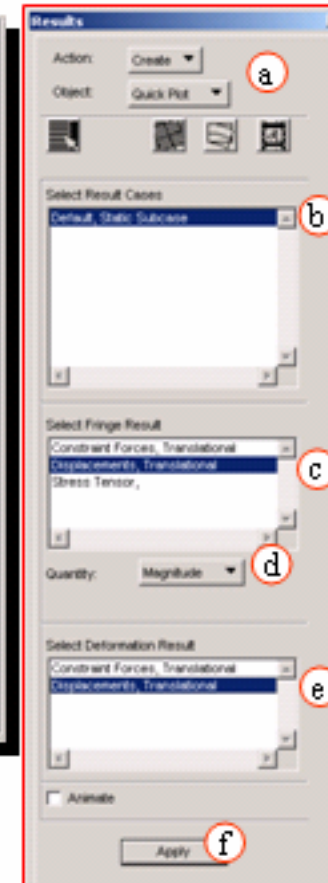 Results
Action: Create
a
Object: Quick Plot
Select Result Cases
Default, Static Subcase
b
Select Fringe Result
Constraint Forces, Translational
Displacements, Translational
c
Stress Tensor,
Quantity: Magnitude
d
Select Deformation Result
Constraint Forces, Translational
Displacements, Translational
e
Animate
Apply
f